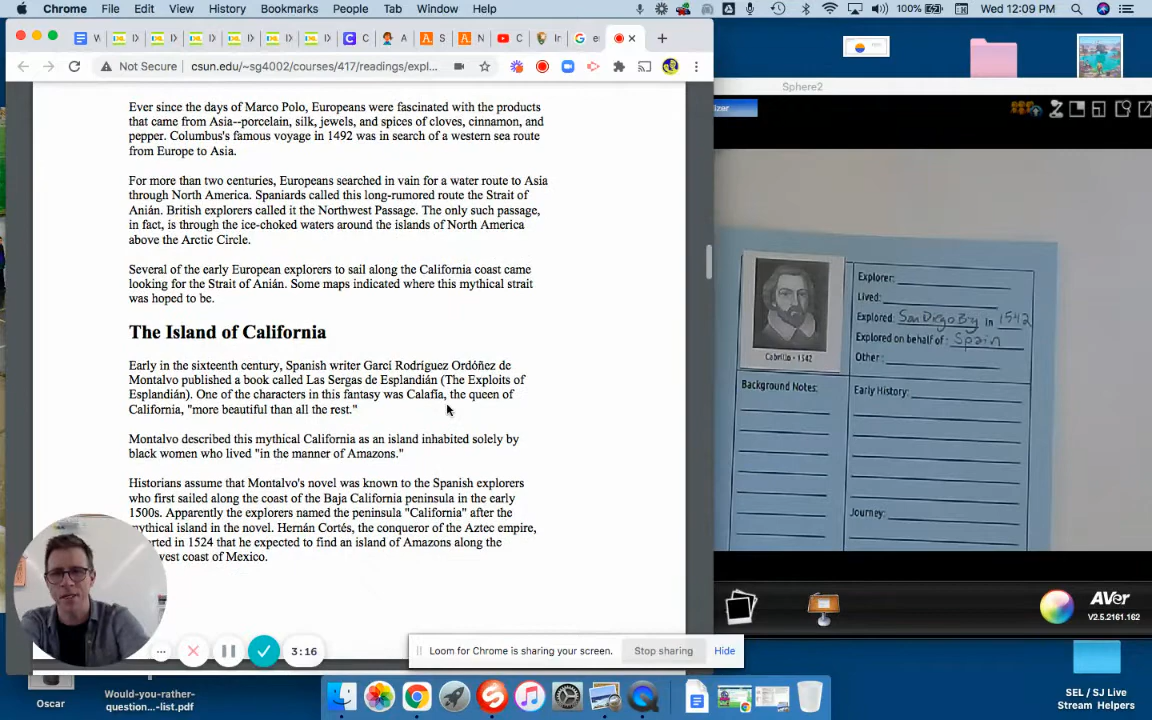 Chrome File Edit View History Bookmarks People Tab Window Help 100% Wed 12:09 PM
Not Secure csun.edu/~sg4002/courses/417/readings/expl...
Sphere2
Ever since the days of Marco Polo, Europeans were fascinated with the products
that came from Asia--porcelain, silk, jewels, and spices of cloves, cinnamon, and
pepper. Columbus's famous voyage in 1492 was in search of a western sea route
from Europe to Asia.
For more than two centuries, Europeans searched in vain for a water route to Asia
through North America. Spaniards called this long-rumored route the Strait of
Anián. British explorers called it the Northwest Passage. The only such passage,
in fact, is through the ice-choked waters around the islands of North America
above the Arctic Circle.
Several of the early European explorers to sail along the California coast came
looking for the Strait of Anián. Some maps indicated where this mythical strait
was hoped to be.
The Island of California
Early in the sixteenth century, Spanish writer Garcí Rodríguez Ordóñez de
Montalvo published a book called Las Sergas de Esplandián (The Exploits of
Esplandián). One of the characters in this fantasy was Calafía, the queen of
California, "more beautiful than all the rest."
Montalvo described this mythical California as an island inhabited solely by
black women who lived "in the manner of Amazons."
Historians assume that Montalvo's novel was known to the Spanish explorers
who first sailed along the coast of the Baja California peninsula in the early
1500s. Apparently the explorers named the peninsula "California" after the
mythical island in the novel. Hernán Cortés, the conqueror of the Aztec empire,
in 1524 that he expected to find an island of Amazons along the
coast of Mexico.
Cabrillo • 1542
Explorer:
Lived:
Explored: San Diego Bay in 1542
Explored on behalf of: Spain
Other:
Background Notes:
Early History:
Journey:
AVer
V2.5.2161.162
3:16
Loom for Chrome is sharing your screen. Stop sharing Hide
Oscar
Would-you-rather-
question...-list.pdf
SEL / SJ Live
Stream Helpers